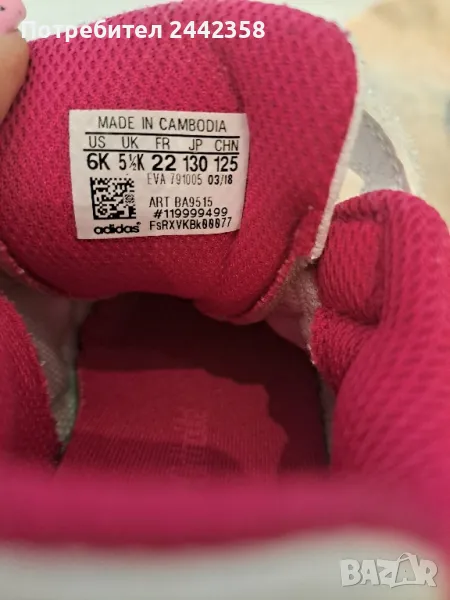 Потребител 2442358
MADE IN CAMBODIA
US UK FR JP CHN
6K 5½K 22 130 125
EVA 791005 03/18
ART BA9515
#119999499
adidas FsRXVKBk00077
BAZAR